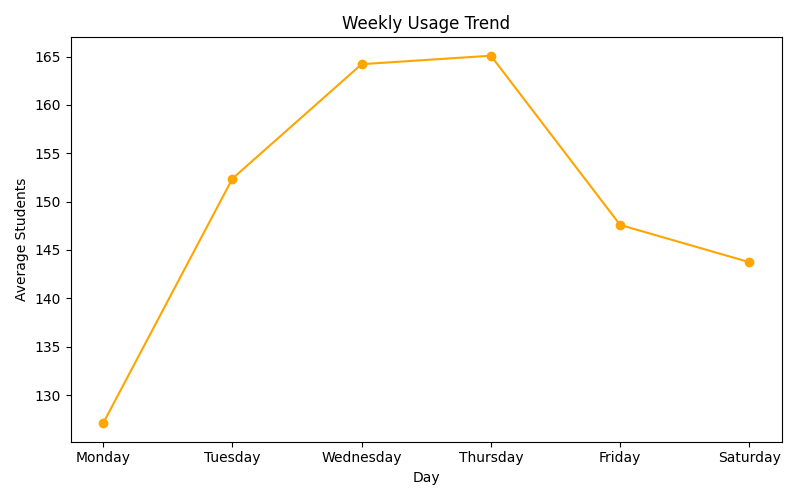 Weekly Usage Trend
165
160
155
150
145
140
135
130
Average Students
Monday Tuesday Wednesday Thursday Friday Saturday
Day